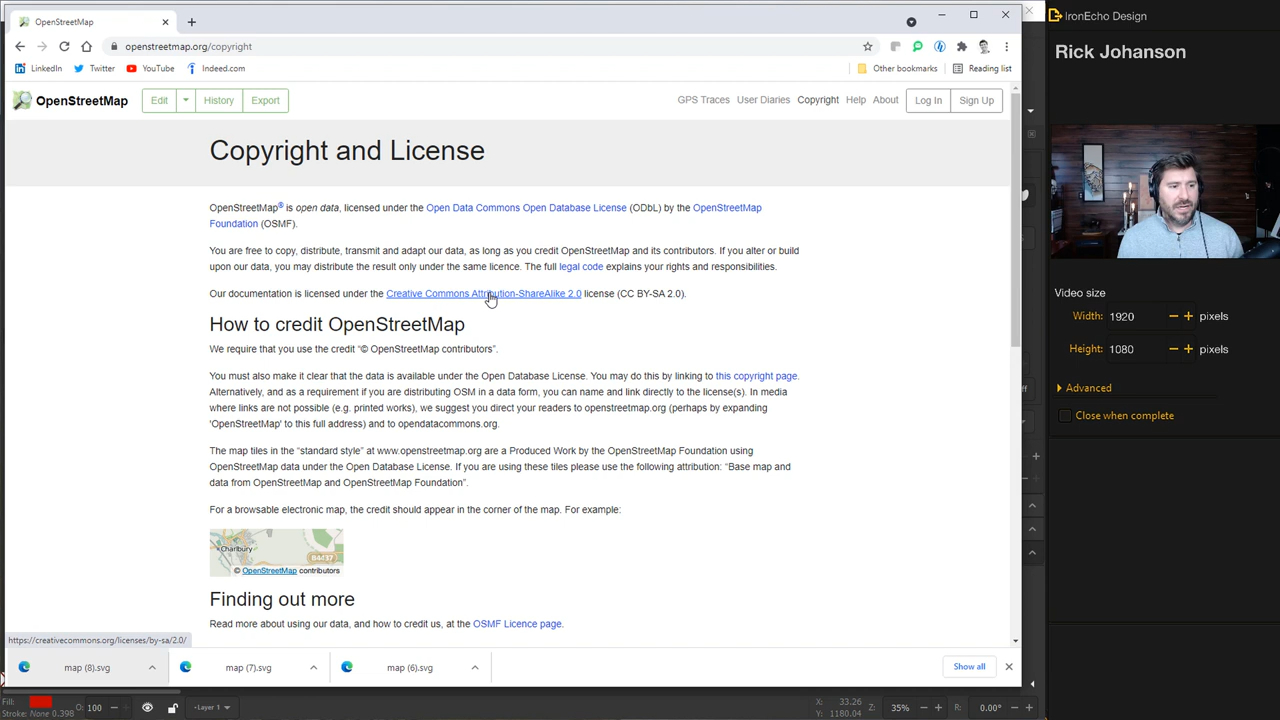 OpenStreetMap
IronEcho Design
openstreetmap.org/copyright
Rick Johanson
LinkedIn Twitter YouTube Indeed.com Other bookmarks Reading list
OpenStreetMap Edit History Export GPS Traces User Diaries Copyright Help About Log In Sign Up
Copyright and License
OpenStreetMap® is open data, licensed under the Open Data Commons Open Database License (ODbL) by the OpenStreetMap
Foundation (OSMF).
You are free to copy, distribute, transmit and adapt our data, as long as you credit OpenStreetMap and its contributors. If you alter or build
upon our data, you may distribute the result only under the same licence. The full legal code explains your rights and responsibilities.
Our documentation is licensed under the Creative Commons Attribution-ShareAlike 2.0 license (CC BY-SA 2.0).
How to credit OpenStreetMap
We require that you use the credit “© OpenStreetMap contributors”.
You must also make it clear that the data is available under the Open Database License. You may do this by linking to this copyright page.
Alternatively, and as a requirement if you are distributing OSM in a data form, you can name and link directly to the license(s). In media
where links are not possible (e.g. printed works), we suggest you direct your readers to openstreetmap.org (perhaps by expanding
'OpenStreetMap' to this full address) and to opendatacommons.org.
The map tiles in the “standard style” at www.openstreetmap.org are a Produced Work by the OpenStreetMap Foundation using
OpenStreetMap data under the Open Database License. If you are using these tiles please use the following attribution: “Base map and
data from OpenStreetMap and OpenStreetMap Foundation”.
For a browsable electronic map, the credit should appear in the corner of the map. For example:
Charlbury
B4437
© OpenStreetMap contributors
Finding out more
Read more about using our data, and how to credit us, at the OSMF Licence page.
https://creativecommons.org/licenses/by-sa/2.0/
map (8).svg map (7).svg map (6).svg Show all
Video size
Width: 1920 pixels
Height: 1080 pixels
Advanced
Close when complete
Fill: O: 100 Layer 1 X: 33.26 Z: 35% R: 0.00°
Stroke: None 0.398 Y: 1180.04